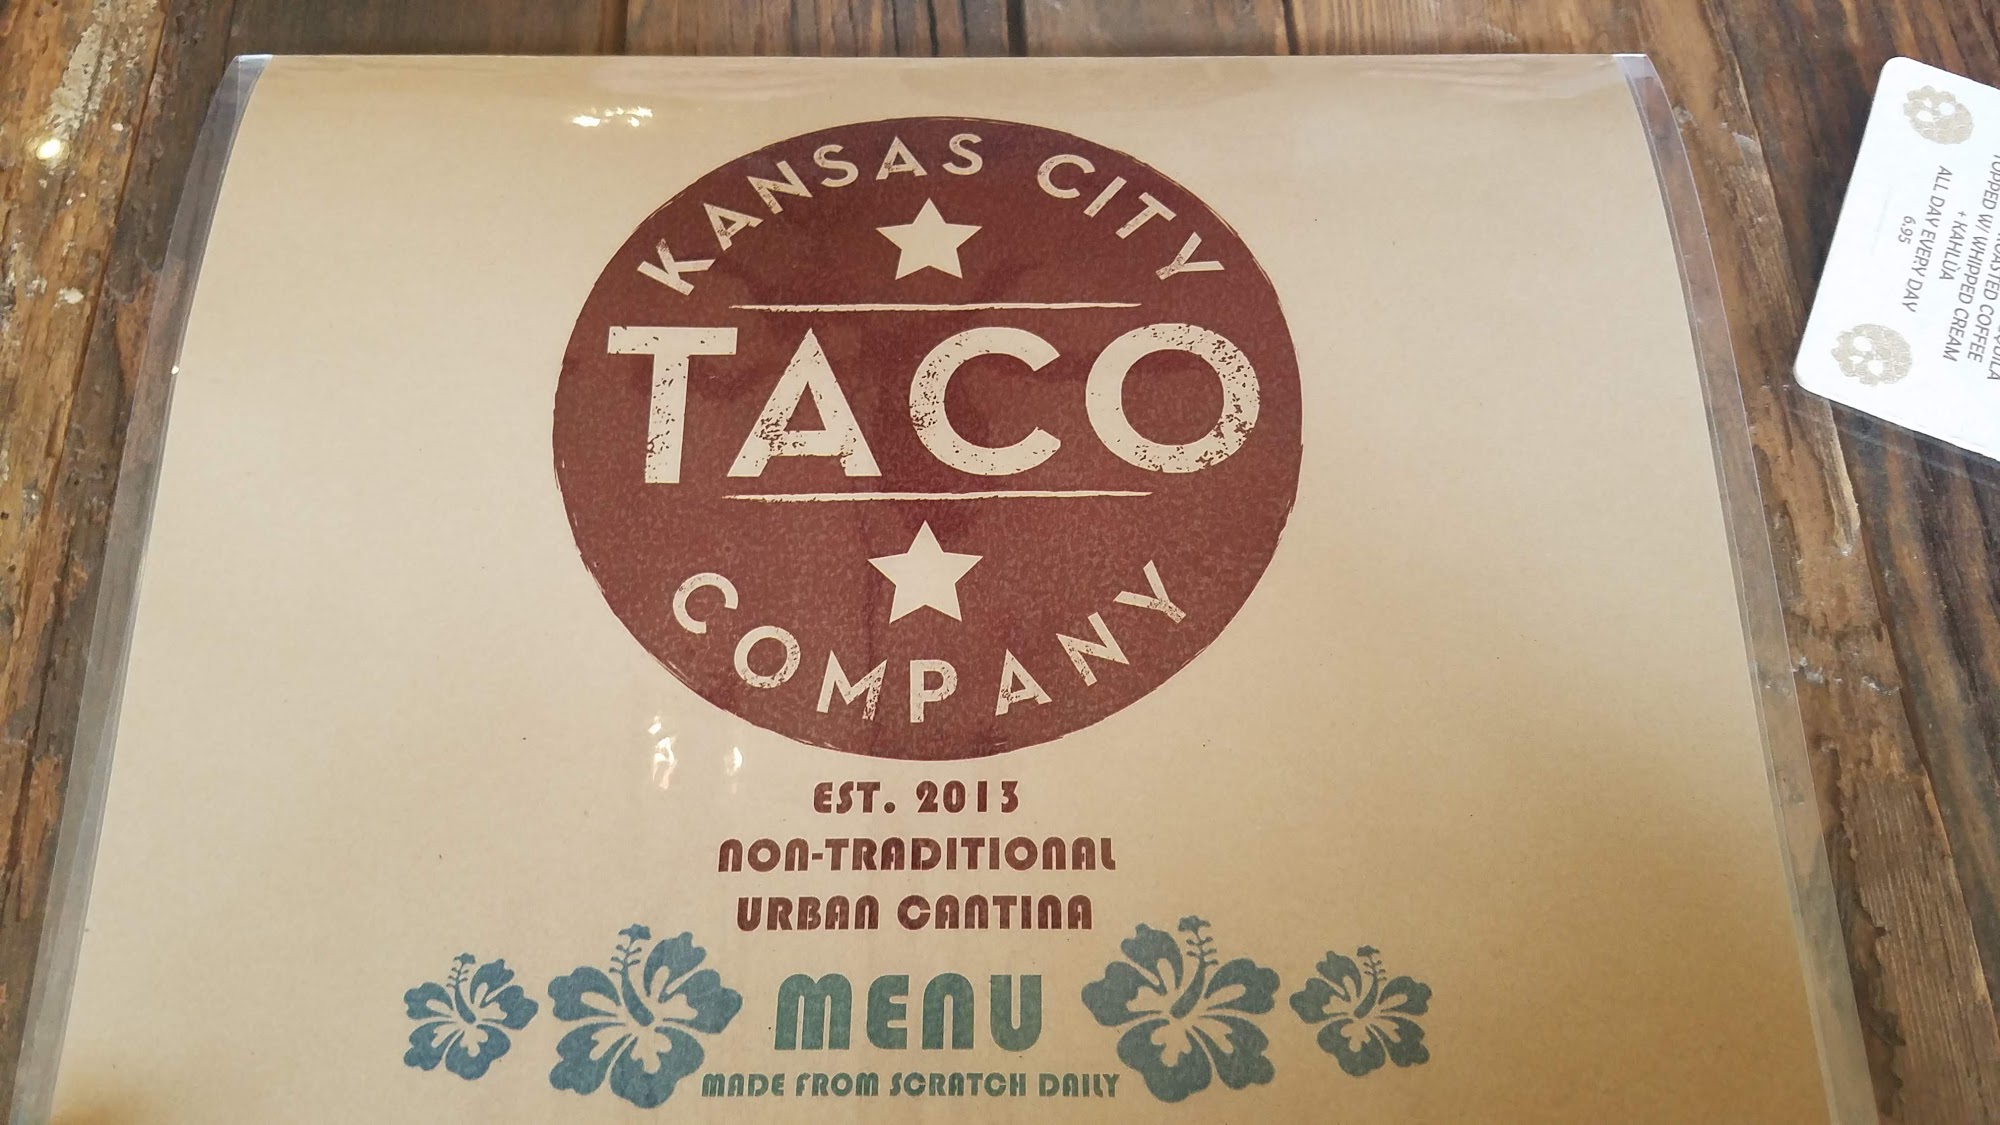 KANSAS CITY
TACO
COMPANY
EST. 2013
NON-TRADITIONAL
URBAN CANTINA
MENU
MADE FROM SCRATCH DAILY
COFFEE
TOPPED W/ WHIPPED CREAM
+ KAHLÚA
ALL DAY EVERY DAY
6.95